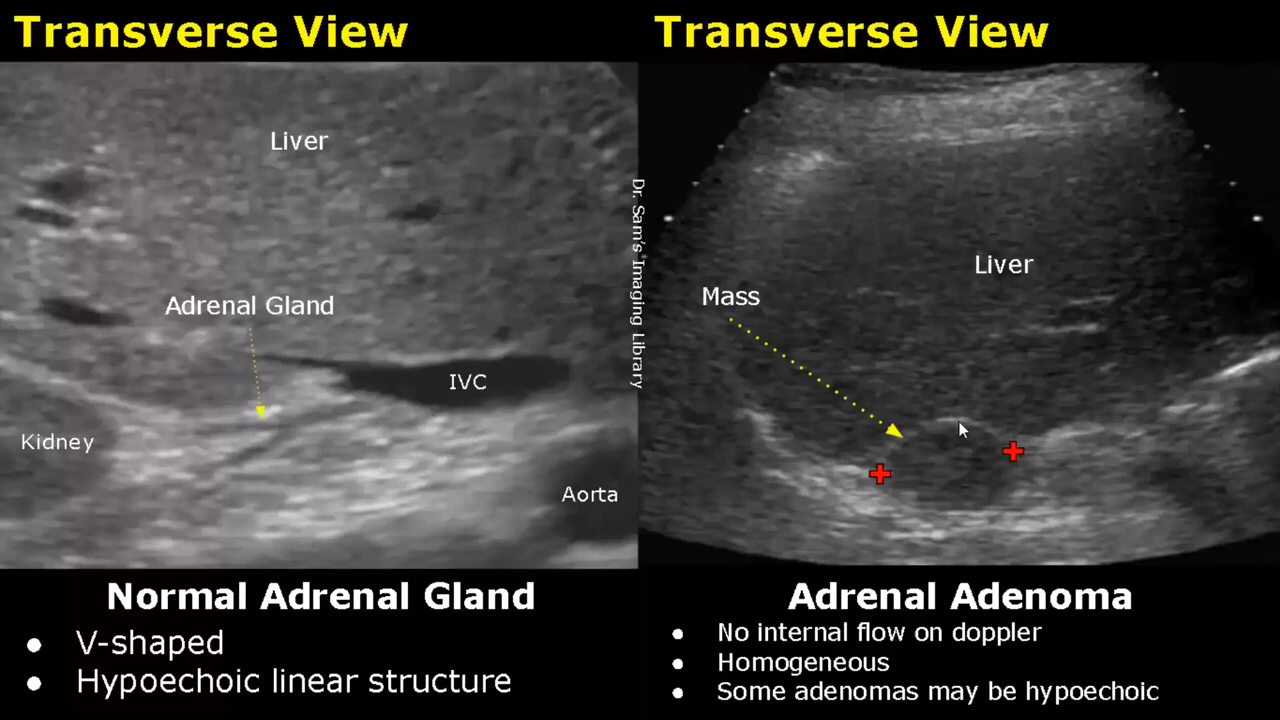 Transverse View
Liver
Adrenal Gland
IVC
Kidney
Aorta
Normal Adrenal Gland
● V-shaped
● Hypoechoic linear structure
Dr. Sam's Imaging Library
Transverse View
Liver
Mass
Adrenal Adenoma
● No internal flow on doppler
● Homogeneous
● Some adenomas may be hypoechoic